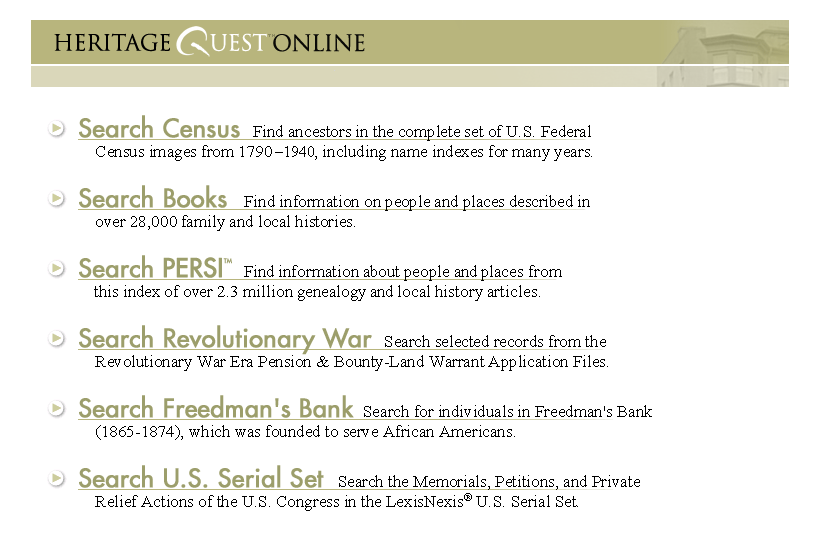 HERITAGE QUEST™ ONLINE
Search Census Find ancestors in the complete set of U.S. Federal
Census images from 1790–1940, including name indexes for many years.
Search Books Find information on people and places described in
over 28,000 family and local histories.
Search PERSI™ Find information about people and places from
this index of over 2.3 million genealogy and local history articles.
Search Revolutionary War Search selected records from the
Revolutionary War Era Pension & Bounty-Land Warrant Application Files.
Search Freedman's Bank Search for individuals in Freedman's Bank
(1865-1874), which was founded to serve African Americans.
Search U.S. Serial Set Search the Memorials, Petitions, and Private
Relief Actions of the U.S. Congress in the LexisNexis® U.S. Serial Set.